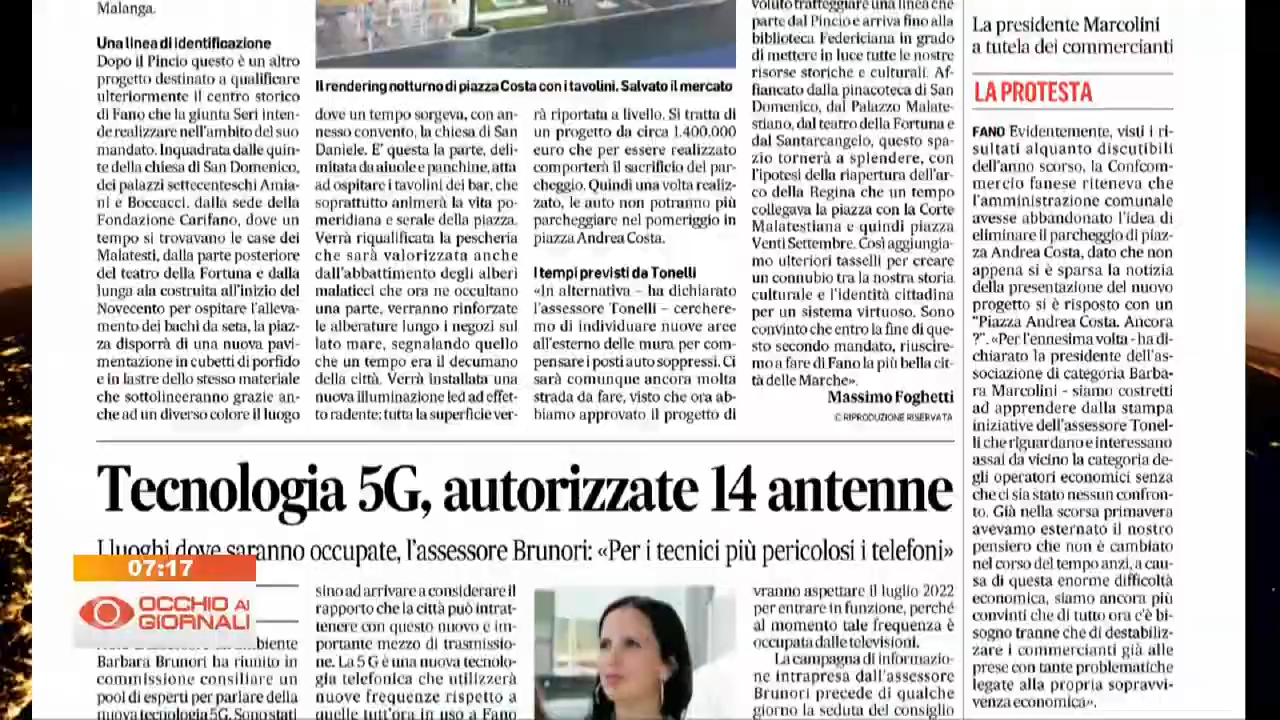 Malanga.
Una linea di identificazione
Dopo il Pincio questo è un altro
progetto destinato a qualificare
ulteriormente il centro storico
di Fano che la giunta Seri inten-
de realizzare nell'ambito del suo
mandato. Inquadrata dalle quin-
te della chiesa di San Domenico,
dei palazzi settecenteschi Amia-
ni e Boccacci, dalla sede della
Fondazione Carifano, dove un
tempo si trovavano le case dei
Malatesti, dalla parte posteriore
del teatro della Fortuna e dalla
lunga ala costruita all'inizio del
Novecento per ospitare l'alleva-
mento dei bachi da seta, la piaz-
za disporrà di una nuova pavi-
mentazione in cubetti di porfido
e in lastre dello stesso materiale
che sottolineeranno grazie an-
che ad un diverso colore il luogo
Il rendering notturno di piazza Costa con i tavolini. Salvato il mercato
dove un tempo sorgeva, con an-
nesso convento, la chiesa di San
Daniele. E' questa la parte, deli-
mitata da aiuole e panchine, atta
ad ospitare i tavolini dei bar, che
soprattutto animerà la vita po-
meridiana e serale della piazza.
Verrà riqualificata la pescheria
che sarà valorizzata anche
dall'abbattimento degli alberi
malaticci che ora ne occultano
una parte, verranno rinforzate
le alberature lungo i negozi sul
lato mare, segnalando quello
che un tempo era il decumano
della città. Verrà installata una
nuova illuminazione led ad effet-
to radente; tutta la superficie ver-
rà riportata a livello. Si tratta di
un progetto da circa 1.400.000
euro che per essere realizzato
comporterà il sacrificio del par-
cheggio. Quindi una volta realiz-
zato, le auto non potranno più
parcheggiare nel pomeriggio in
piazza Andrea Costa.
I tempi previsti da Tonelli
«In alternativa – ha dichiarato
l'assessore Tonelli – cerchere-
mo di individuare nuove aree
all'esterno delle mura per com-
pensare i posti auto soppressi. Ci
sarà comunque ancora molta
strada da fare, visto che ora ab-
biamo approvato il progetto di
voluto tratteggiare una linea che
parte dal Pincio e arriva fino alla
biblioteca Federiciana in grado
di mettere in luce tutte le nostre
risorse storiche e culturali. Af-
fiancato dalla pinacoteca di San
Domenico, dal Palazzo Malate-
stiano, dal teatro della Fortuna e
dal Santarcangelo, questo spa-
zio tornerà a splendere, con
l'ipotesi della riapertura dell'ar-
co della Regina che un tempo
collegava la piazza con la Corte
Malatestiana e quindi piazza
Venti Settembre. Così aggiungia-
mo ulteriori tasselli per creare
un connubio tra la nostra storia
culturale e l'identità cittadina
per un sistema virtuoso. Sono
convinto che entro la fine di que-
sto secondo mandato, riuscire-
mo a fare di Fano la più bella cit-
tà delle Marche».
Massimo Foghetti
© RIPRODUZIONE RISERVATA
La presidente Marcolini
a tutela dei commercianti
LA PROTESTA
FANO Evidentemente, visti i ri-
sultati alquanto discutibili
dell'anno scorso, la Confcom-
mercio fanese riteneva che
l'amministrazione comunale
avesse abbandonato l'idea di
eliminare il parcheggio di piaz-
za Andrea Costa, dato che non
appena si è sparsa la notizia
della presentazione del nuovo
progetto si è risposto con un
"Piazza Andrea Costa. Ancora
?". «Per l'ennesima volta - ha di-
chiarato la presidente dell'as-
sociazione di categoria Barba-
ra Marcolini - siamo costretti
ad apprendere dalla stampa
iniziative dell'assessore Tonel-
li che riguardano e interessano
assai da vicino la categoria de-
gli operatori economici senza
che ci sia stato nessun confron-
to. Già nella scorsa primavera
avevamo esternato il nostro
pensiero che non è cambiato
nel corso del tempo anzi, a cau-
sa di questa enorme difficoltà
economica, siamo ancora più
convinti che di tutto ora c'è bi-
sogno tranne che di destabiliz-
zare i commercianti già alle
prese con tante problematiche
legate alla propria sopravvi-
venza economica».
Tecnologia 5G, autorizzate 14 antenne
I luoghi dove saranno occupate, l'assessore Brunori: «Per i tecnici più pericolosi i telefoni»
07:17
OCCHIO AI
GIORNALI
Barbara Brunori ha riunito in
commissione consiliare un
pool di esperti per parlare della
nuova tecnologia 5G. Sono stati
sino ad arrivare a considerare il
rapporto che la città può intrat-
tenere con questo nuovo e im-
portante mezzo di trasmissio-
ne. La 5G è una nuova tecnolo-
gia telefonica che utilizzerà
nuove frequenze rispetto a
quelle tutt'ora in uso a Fano
vranno aspettare il luglio 2022
per entrare in funzione, perché
al momento tale frequenza è
occupata dalle televisioni.
La campagna di informazio-
ne intrapresa dall'assessore
Brunori precede di qualche
giorno la seduta del consiglio